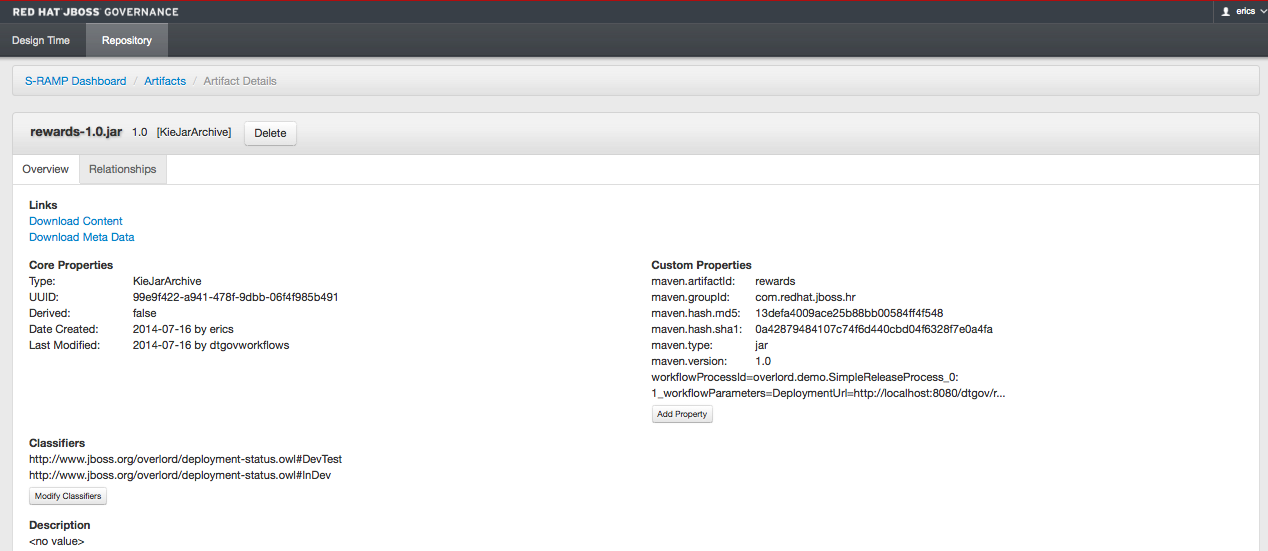 RED HAT JBOSS GOVERNANCE
erics
Design Time Repository
S-RAMP Dashboard / Artifacts / Artifact Details
rewards-1.0.jar 1.0 [KieJarArchive] Delete
Overview Relationships
Links
Download Content
Download Meta Data
Core Properties
Type: KieJarArchive
UUID: 99e9f422-a941-478f-9dbb-06f4f985b491
Derived: false
Date Created: 2014-07-16 by erics
Last Modified: 2014-07-16 by dtgovworkflows
Custom Properties
maven.artifactId: rewards
maven.groupId: com.redhat.jboss.hr
maven.hash.md5: 13defa4009ace25b88bb00584ff4f548
maven.hash.sha1: 0a42879484107c74f6d440cbd04f6328f7e0a4fa
maven.type: jar
maven.version: 1.0
workflowProcessId=overlord.demo.SimpleReleaseProcess_0:
1_workflowParameters=DeploymentUrl=http://localhost:8080/dtgov/r...
Add Property
Classifiers
http://www.jboss.org/overlord/deployment-status.owl#DevTest
http://www.jboss.org/overlord/deployment-status.owl#InDev
Modify Classifiers
Description
<no value>